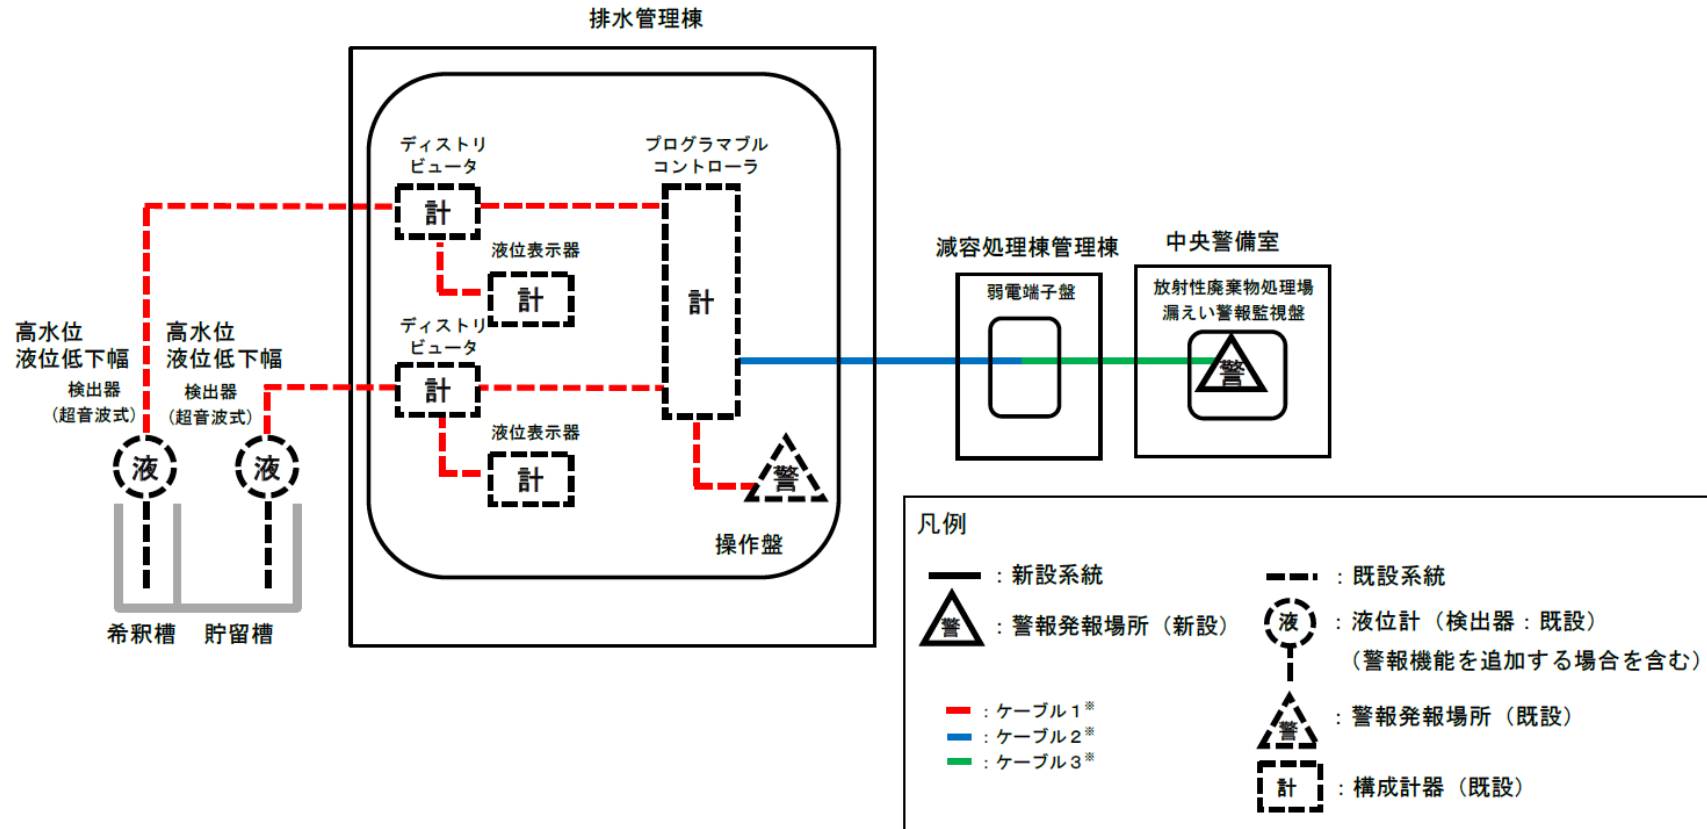 排水管理棟
ディストリ
ビュータ
計
プログラマブル
コントローラ
計
液位表示器
計
ディストリ
ビュータ
計
液位表示器
計
警
操作盤
高水位
液位低下幅
検出器
(超音波式)
液
高水位
液位低下幅
検出器
(超音波式)
液
希釈槽
貯留槽
減容処理棟管理棟
弱電端子盤
中央警備室
放射性廃棄物処理場
漏えい警報監視盤
警
凡例
:新設系統
警
:警報発報場所(新設)
:ケーブル1※
:ケーブル2※
:ケーブル3※
:既設系統
液
:液位計(検出器:既設)
(警報機能を追加する場合を含む)
警
:警報発報場所(既設)
計
:構成計器(既設)